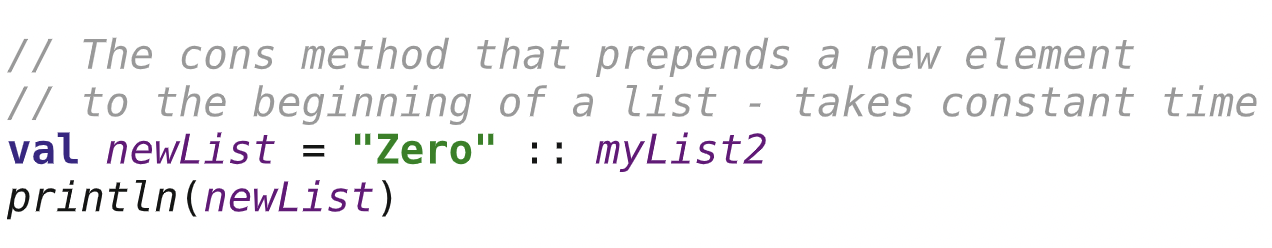 // The cons method that prepends a new element
// to the beginning of a list - takes constant time
val newList = "Zero" :: myList2
println(newList)